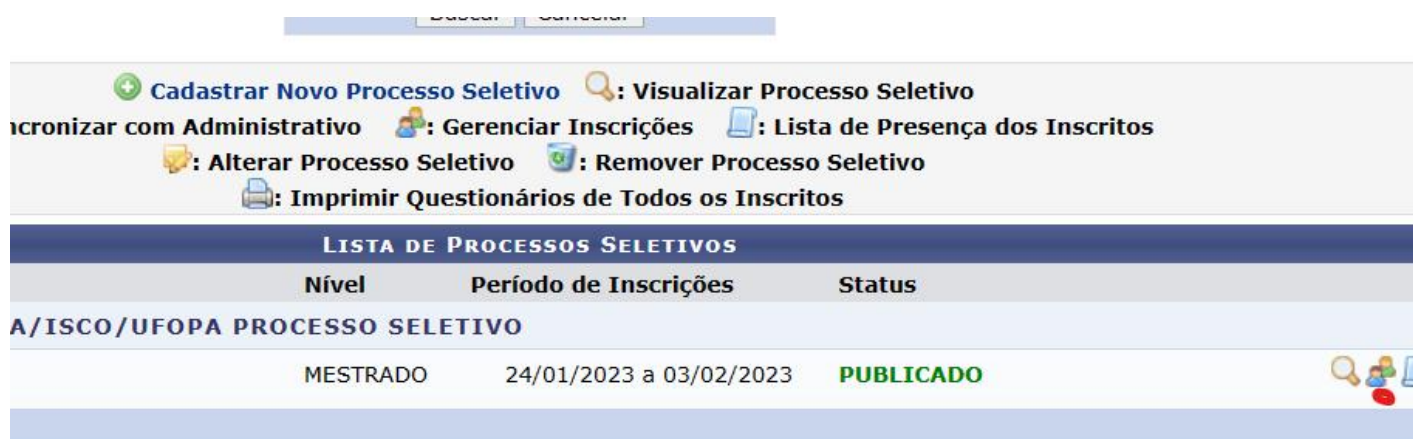 Buscar Cancelar
Cadastrar Novo Processo Seletivo : Visualizar Processo Seletivo
ncronizar com Administrativo : Gerenciar Inscrições : Lista de Presença dos Inscritos
: Alterar Processo Seletivo : Remover Processo Seletivo
: Imprimir Questionários de Todos os Inscritos
LISTA DE PROCESSOS SELETIVOS
Nível Período de Inscrições Status
A/ISCO/UFOPA PROCESSO SELETIVO
MESTRADO 24/01/2023 a 03/02/2023 PUBLICADO